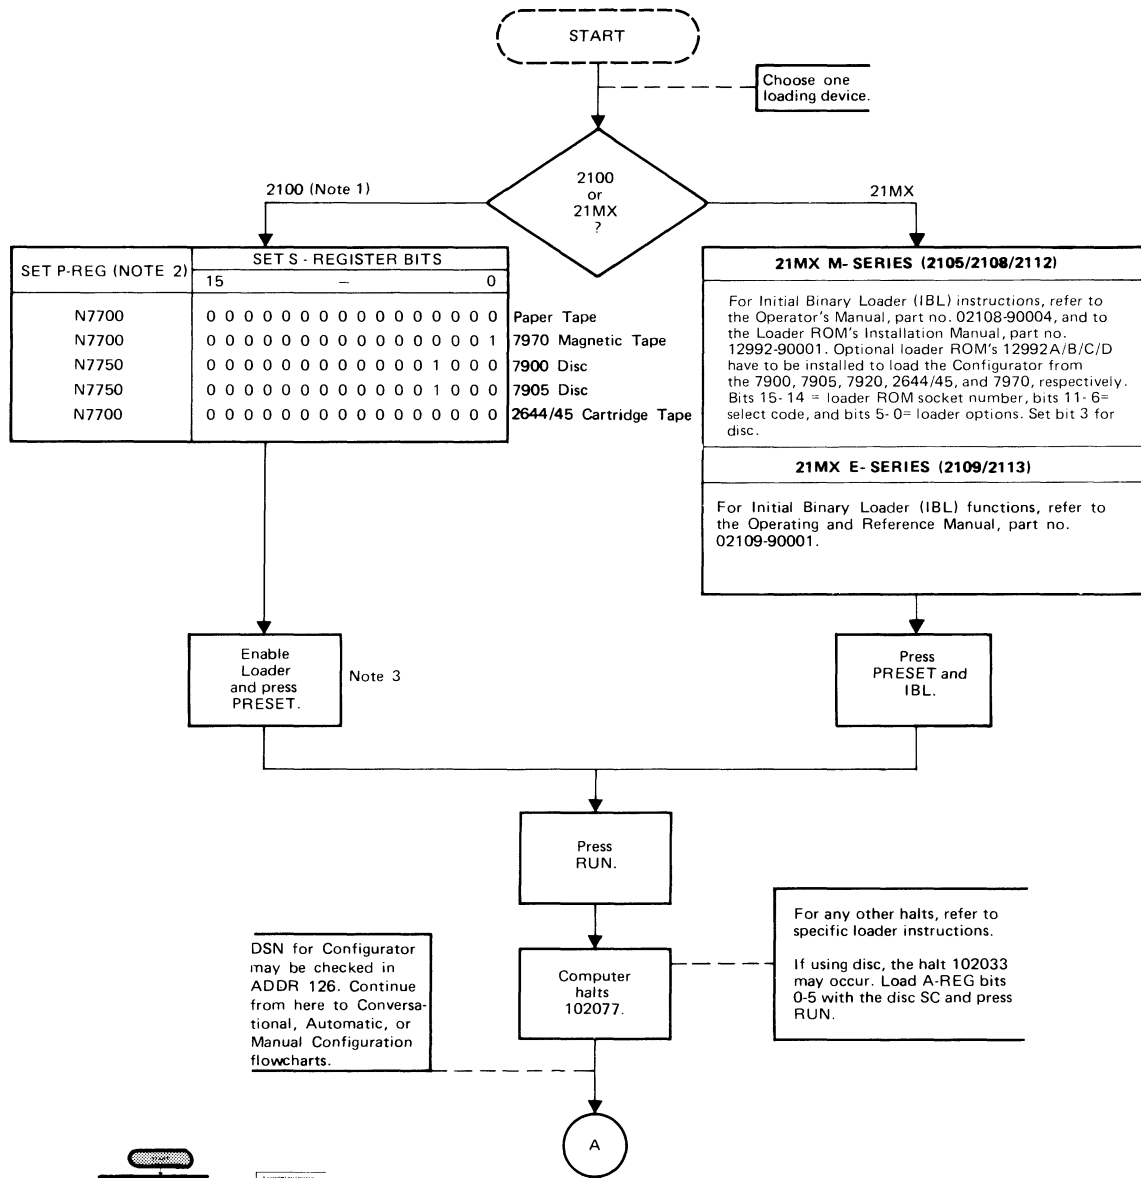 START
Choose one
loading device.
2100
or
21MX
?
2100 (Note 1)
21MX
SET P-REG (NOTE 2)
SET S - REGISTER BITS
15 – 0
N7700 0 0 0 0 0 0 0 0 0 0 0 0 0 0 0 0 Paper Tape
N7700 0 0 0 0 0 0 0 0 0 0 0 0 0 0 0 1 7970 Magnetic Tape
N7750 0 0 0 0 0 0 0 0 0 0 0 0 1 0 0 0 7900 Disc
N7750 0 0 0 0 0 0 0 0 0 0 0 0 1 0 0 0 7905 Disc
N7700 0 0 0 0 0 0 0 0 0 0 0 0 0 0 0 0 2644/45 Cartridge Tape
21MX M- SERIES (2105/2108/2112)
For Initial Binary Loader (IBL) instructions, refer to
the Operator's Manual, part no. 02108-90004, and to
the Loader ROM's Installation Manual, part no.
12992-90001. Optional loader ROM's 12992A/B/C/D
have to be installed to load the Configurator from
the 7900, 7905, 7920, 2644/45, and 7970, respectively.
Bits 15- 14 = loader ROM socket number, bits 11- 6=
select code, and bits 5- 0= loader options. Set bit 3 for
disc.
21MX E- SERIES (2109/2113)
For Initial Binary Loader (IBL) functions, refer to
the Operating and Reference Manual, part no.
02109-90001.
Enable
Loader
and press
PRESET.
Note 3
Press
PRESET and
IBL.
Press
RUN.
Computer
halts
102077.
For any other halts, refer to
specific loader instructions.
If using disc, the halt 102033
may occur. Load A-REG bits
0-5 with the disc SC and press
RUN.
DSN for Configurator
may be checked in
ADDR 126. Continue
from here to Conversa-
tional, Automatic, or
Manual Configuration
flowcharts.
A